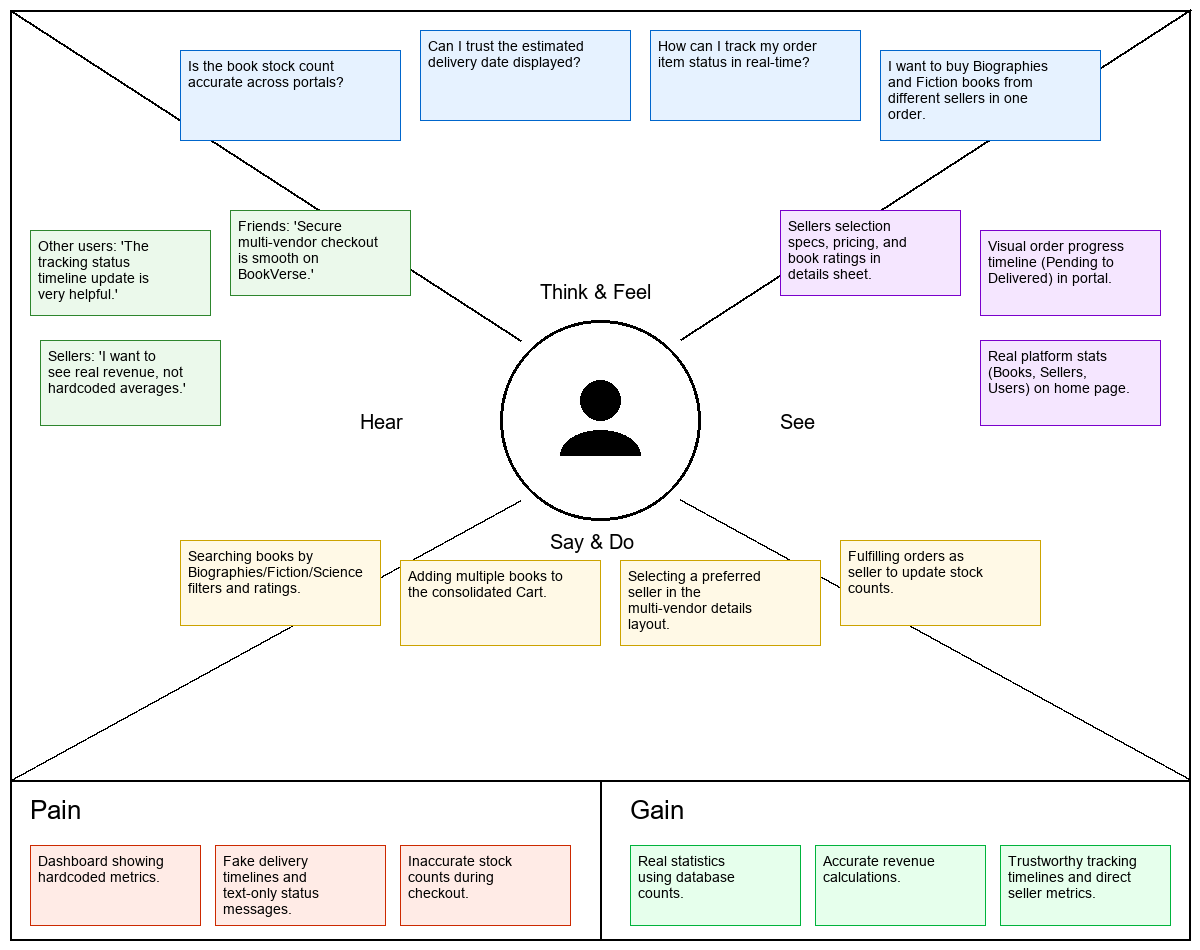 Is the book stock count
accurate across portals?
Can I trust the estimated
delivery date displayed?
How can I track my order
item status in real-time?
I want to buy Biographies
and Fiction books from
different sellers in one
order.
Other users: 'The
tracking status
timeline update is
very helpful.'
Friends: 'Secure
multi-vendor checkout
is smooth on
BookVerse.'
Sellers selection
specs, pricing, and
book ratings in
details sheet.
Visual order progress
timeline (Pending to
Delivered) in portal.
Think & Feel
Sellers: 'I want to
see real revenue, not
hardcoded averages.'
Real platform stats
(Books, Sellers,
Users) on home page.
Hear
See
Say & Do
Searching books by
Biographies/Fiction/Science
filters and ratings.
Adding multiple books to
the consolidated Cart.
Selecting a preferred
seller in the
multi-vendor details
layout.
Fulfilling orders as
seller to update stock
counts.
Pain
Dashboard showing
hardcoded metrics.
Fake delivery
timelines and
text-only status
messages.
Inaccurate stock
counts during
checkout.
Gain
Real statistics
using database
counts.
Accurate revenue
calculations.
Trustworthy tracking
timelines and direct
seller metrics.